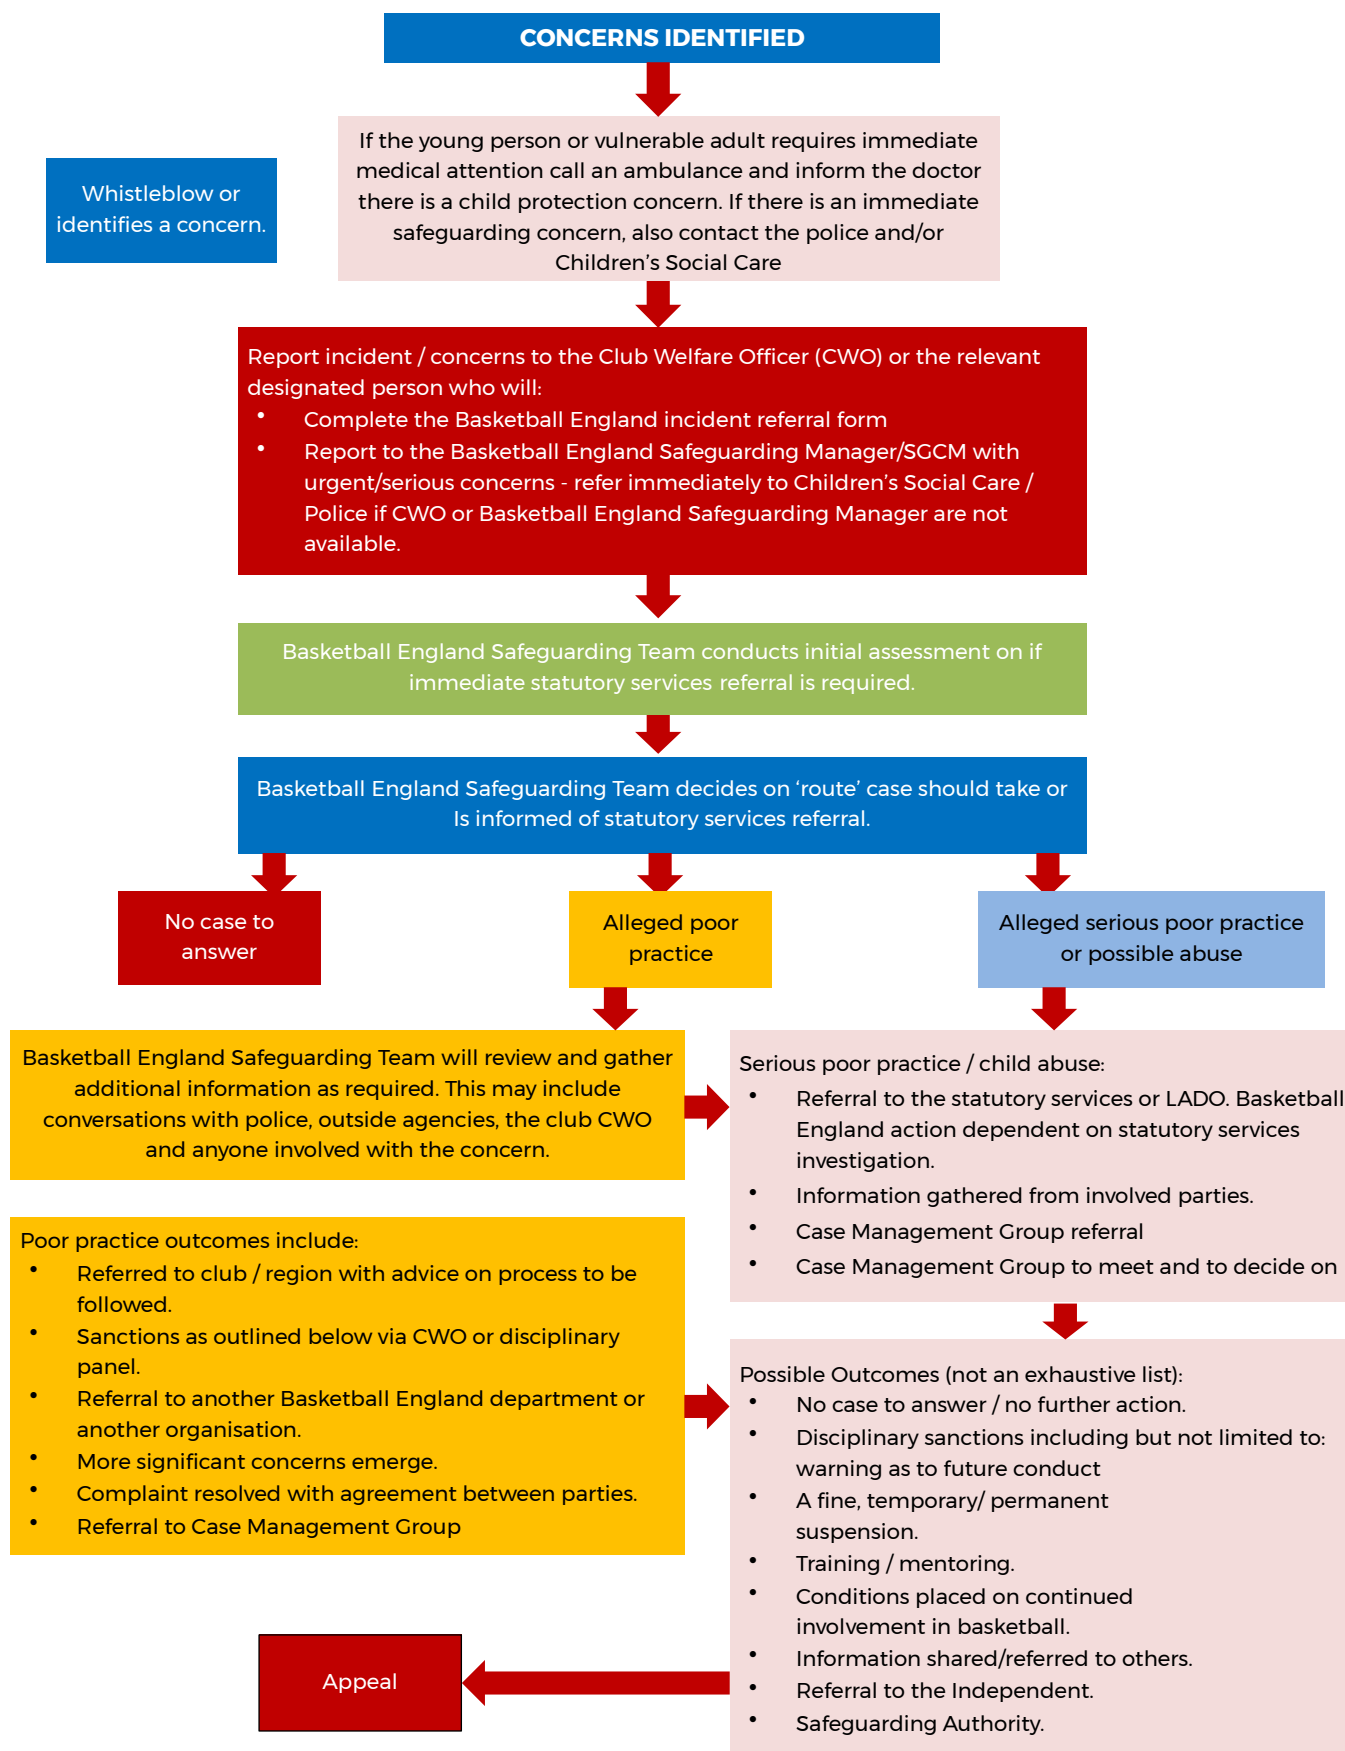 CONCERNS IDENTIFIED
If the young person or vulnerable adult requires immediate
medical attention call an ambulance and inform the doctor
there is a child protection concern. If there is an immediate
safeguarding concern, also contact the police and/or
Children’s Social Care
Whistleblow or
identifies a concern.
Report incident / concerns to the Club Welfare Officer (CWO) or the relevant
designated person who will:
• Complete the Basketball England incident referral form
• Report to the Basketball England Safeguarding Manager/SGCM with
urgent/serious concerns - refer immediately to Children’s Social Care /
Police if CWO or Basketball England Safeguarding Manager are not
available.
Basketball England Safeguarding Team conducts initial assessment on if
immediate statutory services referral is required.
Basketball England Safeguarding Team decides on ‘route’ case should take or
Is informed of statutory services referral.
No case to
answer
Alleged poor
practice
Alleged serious poor practice
or possible abuse
Basketball England Safeguarding Team will review and gather
additional information as required. This may include
conversations with police, outside agencies, the club CWO
and anyone involved with the concern.
Serious poor practice / child abuse:
• Referral to the statutory services or LADO. Basketball
England action dependent on statutory services
investigation.
• Information gathered from involved parties.
• Case Management Group referral
• Case Management Group to meet and to decide on
Poor practice outcomes include:
• Referred to club / region with advice on process to be
followed.
• Sanctions as outlined below via CWO or disciplinary
panel.
• Referral to another Basketball England department or
another organisation.
• More significant concerns emerge.
• Complaint resolved with agreement between parties.
• Referral to Case Management Group
Possible Outcomes (not an exhaustive list):
• No case to answer / no further action.
• Disciplinary sanctions including but not limited to:
warning as to future conduct
• A fine, temporary/ permanent
suspension.
• Training / mentoring.
• Conditions placed on continued
involvement in basketball.
• Information shared/referred to others.
• Referral to the Independent.
• Safeguarding Authority.
Appeal